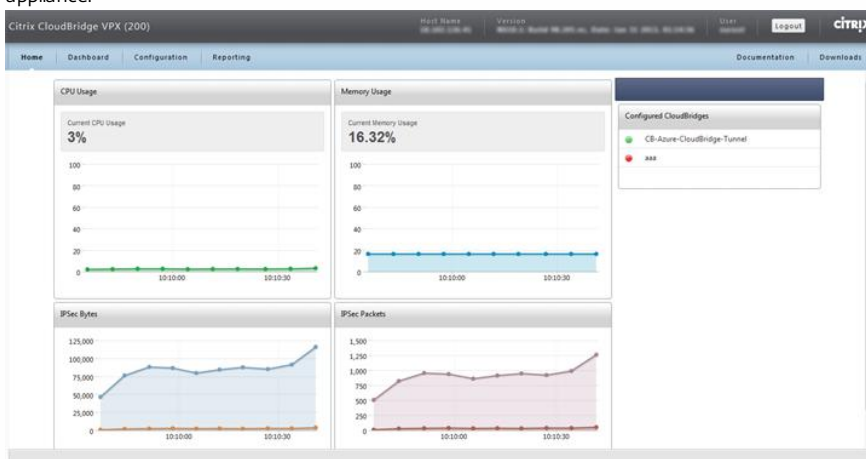 appliance.
Citrix CloudBridge VPX (200)
Host Name
Version
User
Logout
CİTRIX
Home Dashboard Configuration Reporting Documentation Downloads
CPU Usage
Current CPU Usage
3%
100
80
60
40
20
0
10:10:00 10:10:30
Memory Usage
Current Memory Usage
16.32%
100
80
60
40
20
0
10:10:00 10:10:30
Configured CloudBridges
CB-Azure-CloudBridge-Tunnel
aaa
IPSec Bytes
125,000
100,000
75,000
50,000
25,000
0
10:10:00 10:10:30
IPSec Packets
1,500
1,250
1,000
750
500
250
0
10:10:00 10:10:30